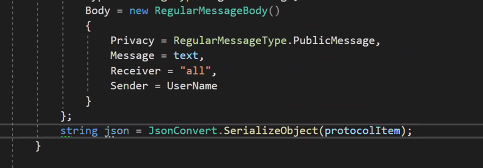 Body = new RegularMessageBody()
{
Privacy = RegularMessageType.PublicMessage,
Message = text,
Receiver = "all",
Sender = UserName
}
};
string json = JsonConvert.SerializeObject(protocolItem);
}